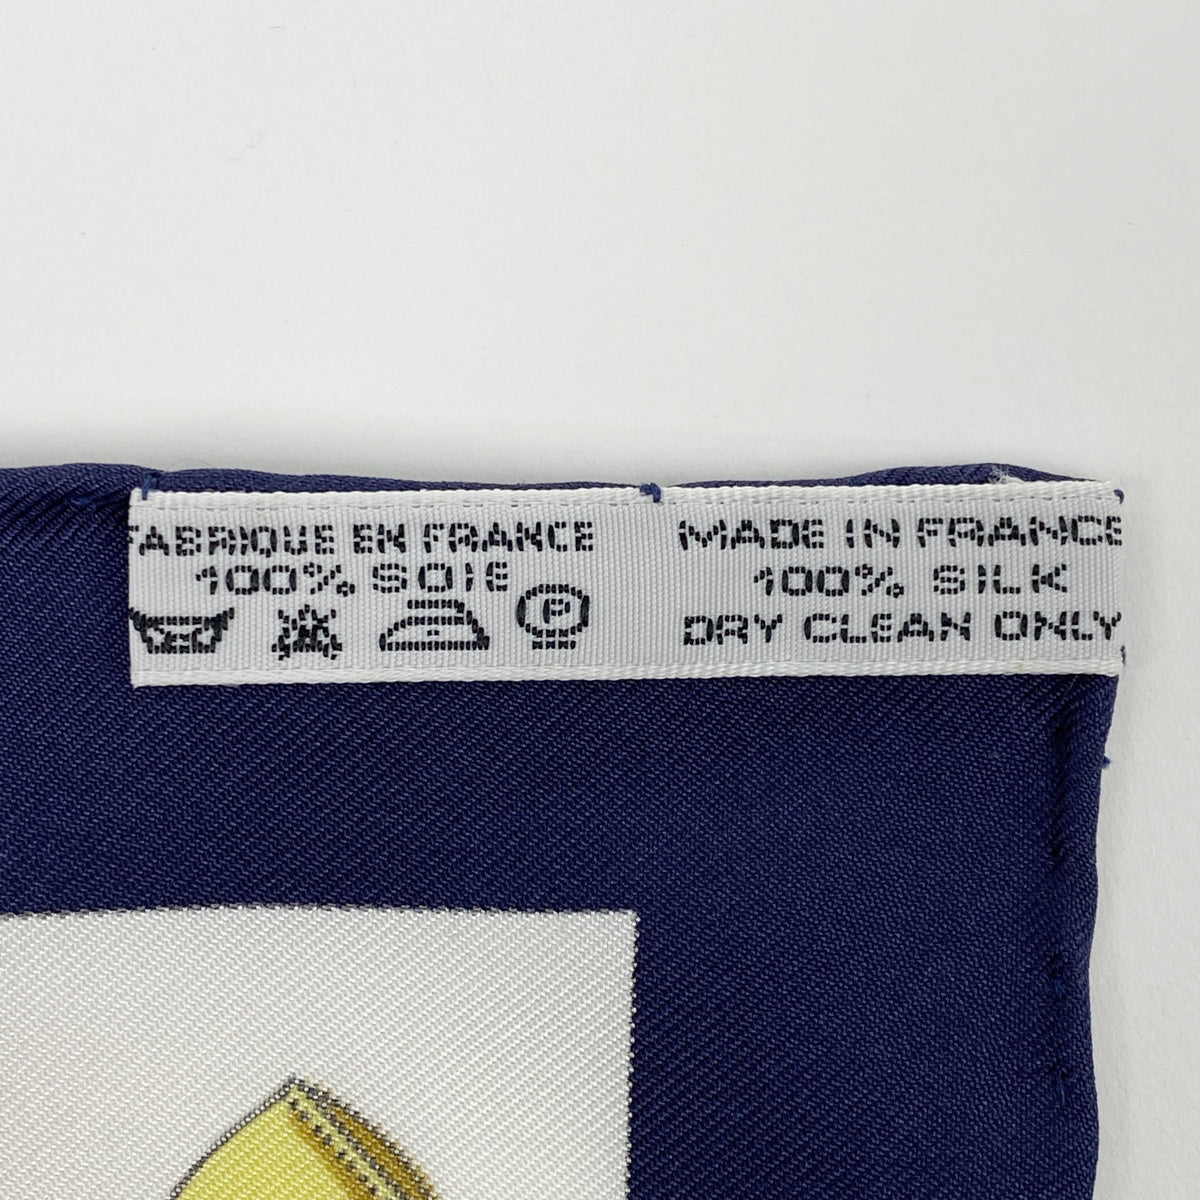 FABRIQUE EN FRANCE
100% SOIE
P
MADE IN FRANCE
100% SILK
DRY CLEAN ONLY